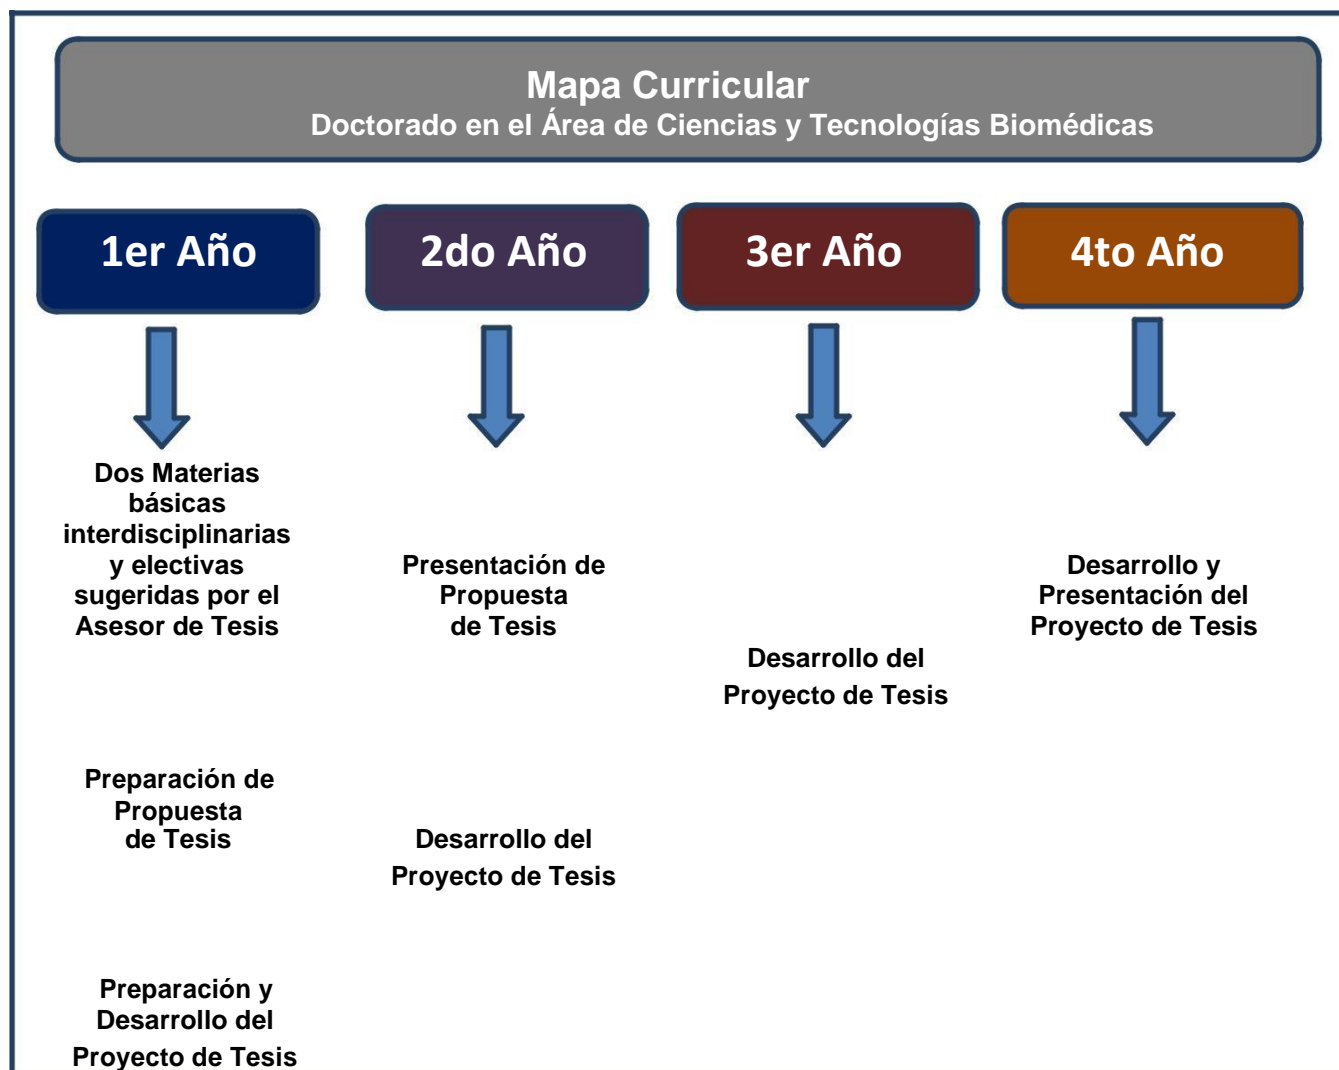 Mapa Curricular
Doctorado en el Área de Ciencias y Tecnologías Biomédicas
1er Año
2do Año
3er Año
4to Año
Dos Materias
básicas
interdisciplinarias
y electivas
sugeridas por el
Asesor de Tesis
Preparación de
Propuesta
de Tesis
Preparación y
Desarrollo del
Proyecto de Tesis
Presentación de
Propuesta
de Tesis
Desarrollo del
Proyecto de Tesis
Desarrollo del
Proyecto de Tesis
Desarrollo y
Presentación del
Proyecto de Tesis